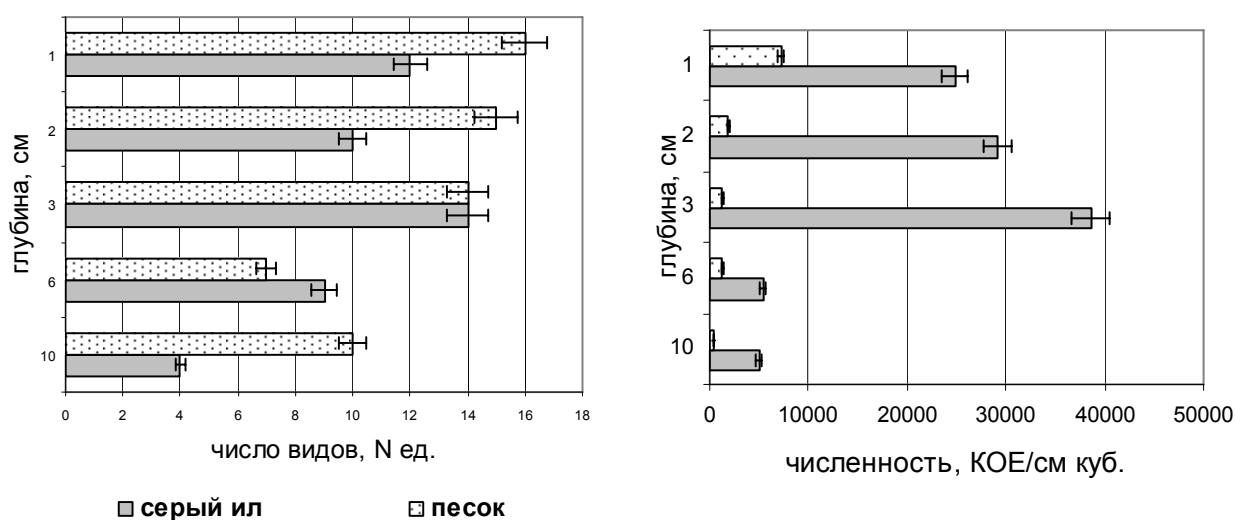 глубина, см
1
2
3
6
10
0 2 4 6 8 10 12 14 16 18
число видов, N ед.
серый ил песок
глубина, см
1
2
3
6
10
0 10000 20000 30000 40000 50000
численность, КОЕ/см куб.